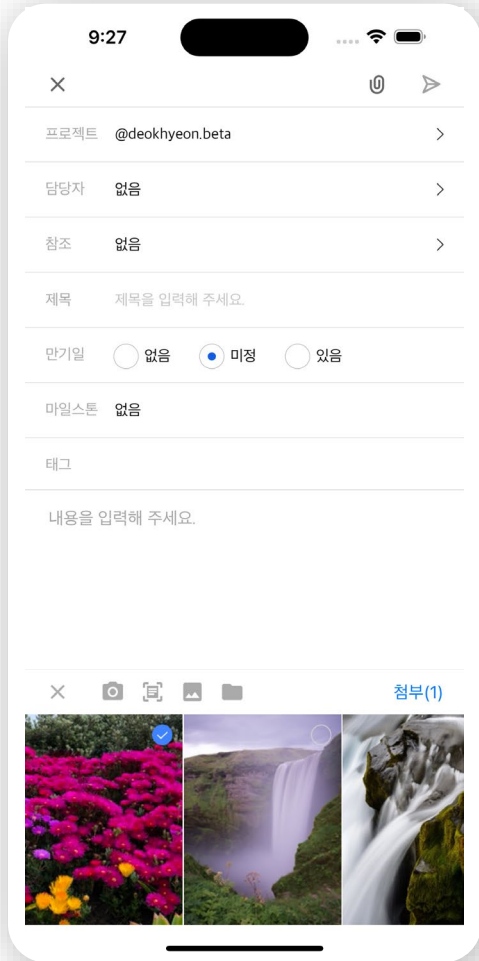 9:27
프로젝트 @deokhyeon.beta
담당자 없음
참조 없음
제목 제목을 입력해 주세요.
만기일 없음 미정 있음
마일스톤 없음
태그
내용을 입력해 주세요.
첨부(1)